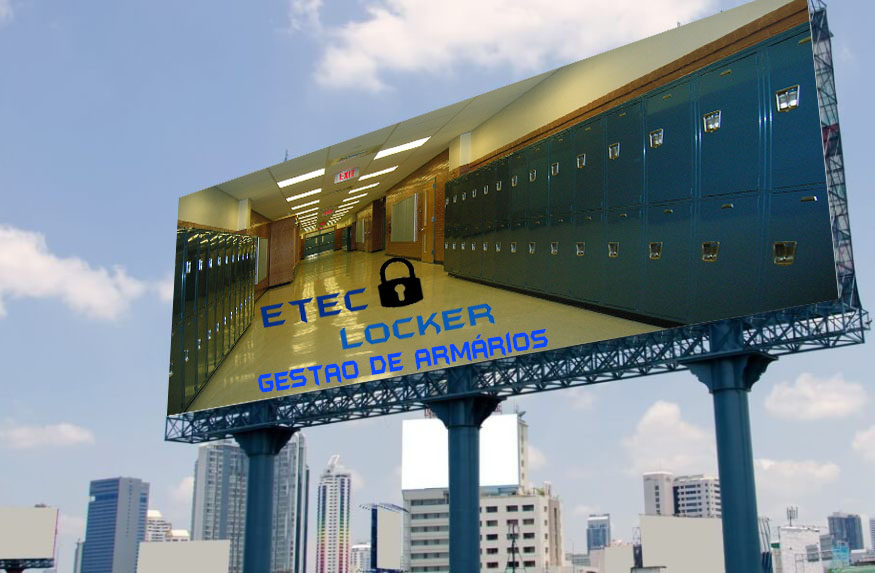 EXIT
ETEC
LOCKER
GESTAO DE ARMÁRIOS